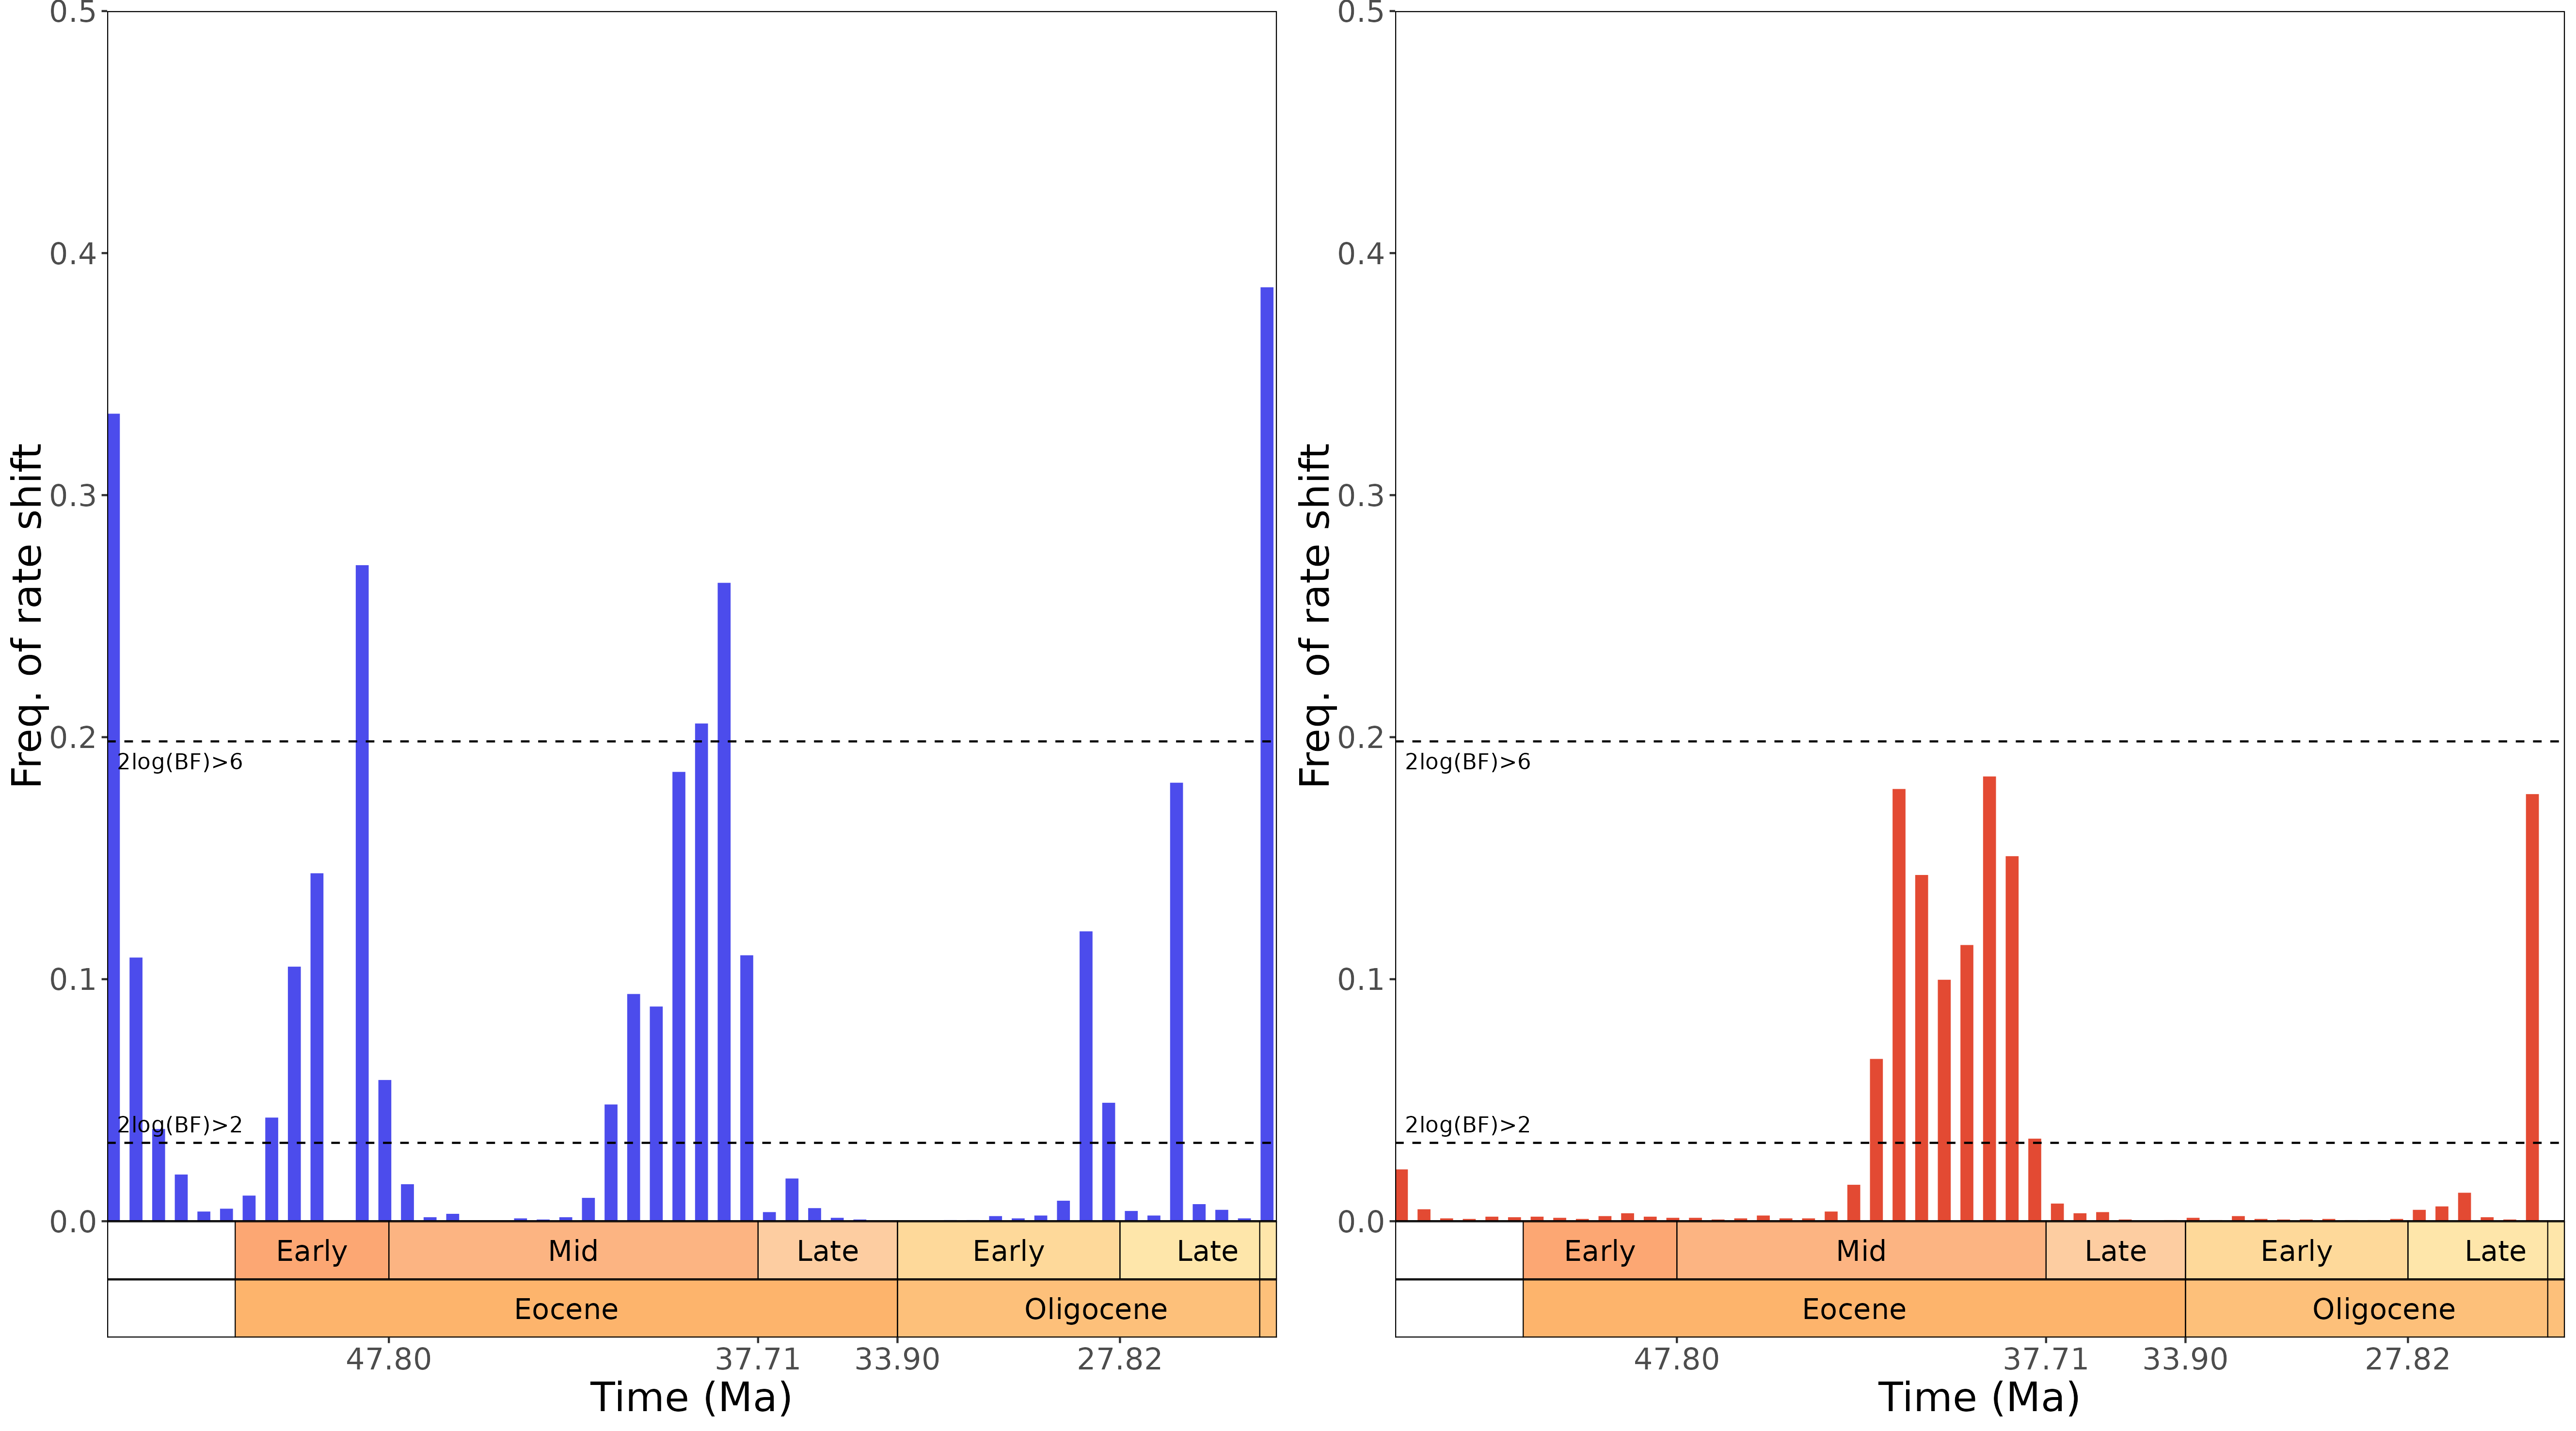 Freq. of rate shift
0.5
0.4
0.3
0.2
0.1
0.0
2log(BF)>6
2log(BF)>2
Early Mid Late Early Late
Eocene Oligocene
47.80 37.71 33.90 27.82
Time (Ma)
Freq. of rate shift
0.5
0.4
0.3
0.2
0.1
0.0
2log(BF)>6
2log(BF)>2
Early Mid Late Early Late
Eocene Oligocene
47.80 37.71 33.90 27.82
Time (Ma)